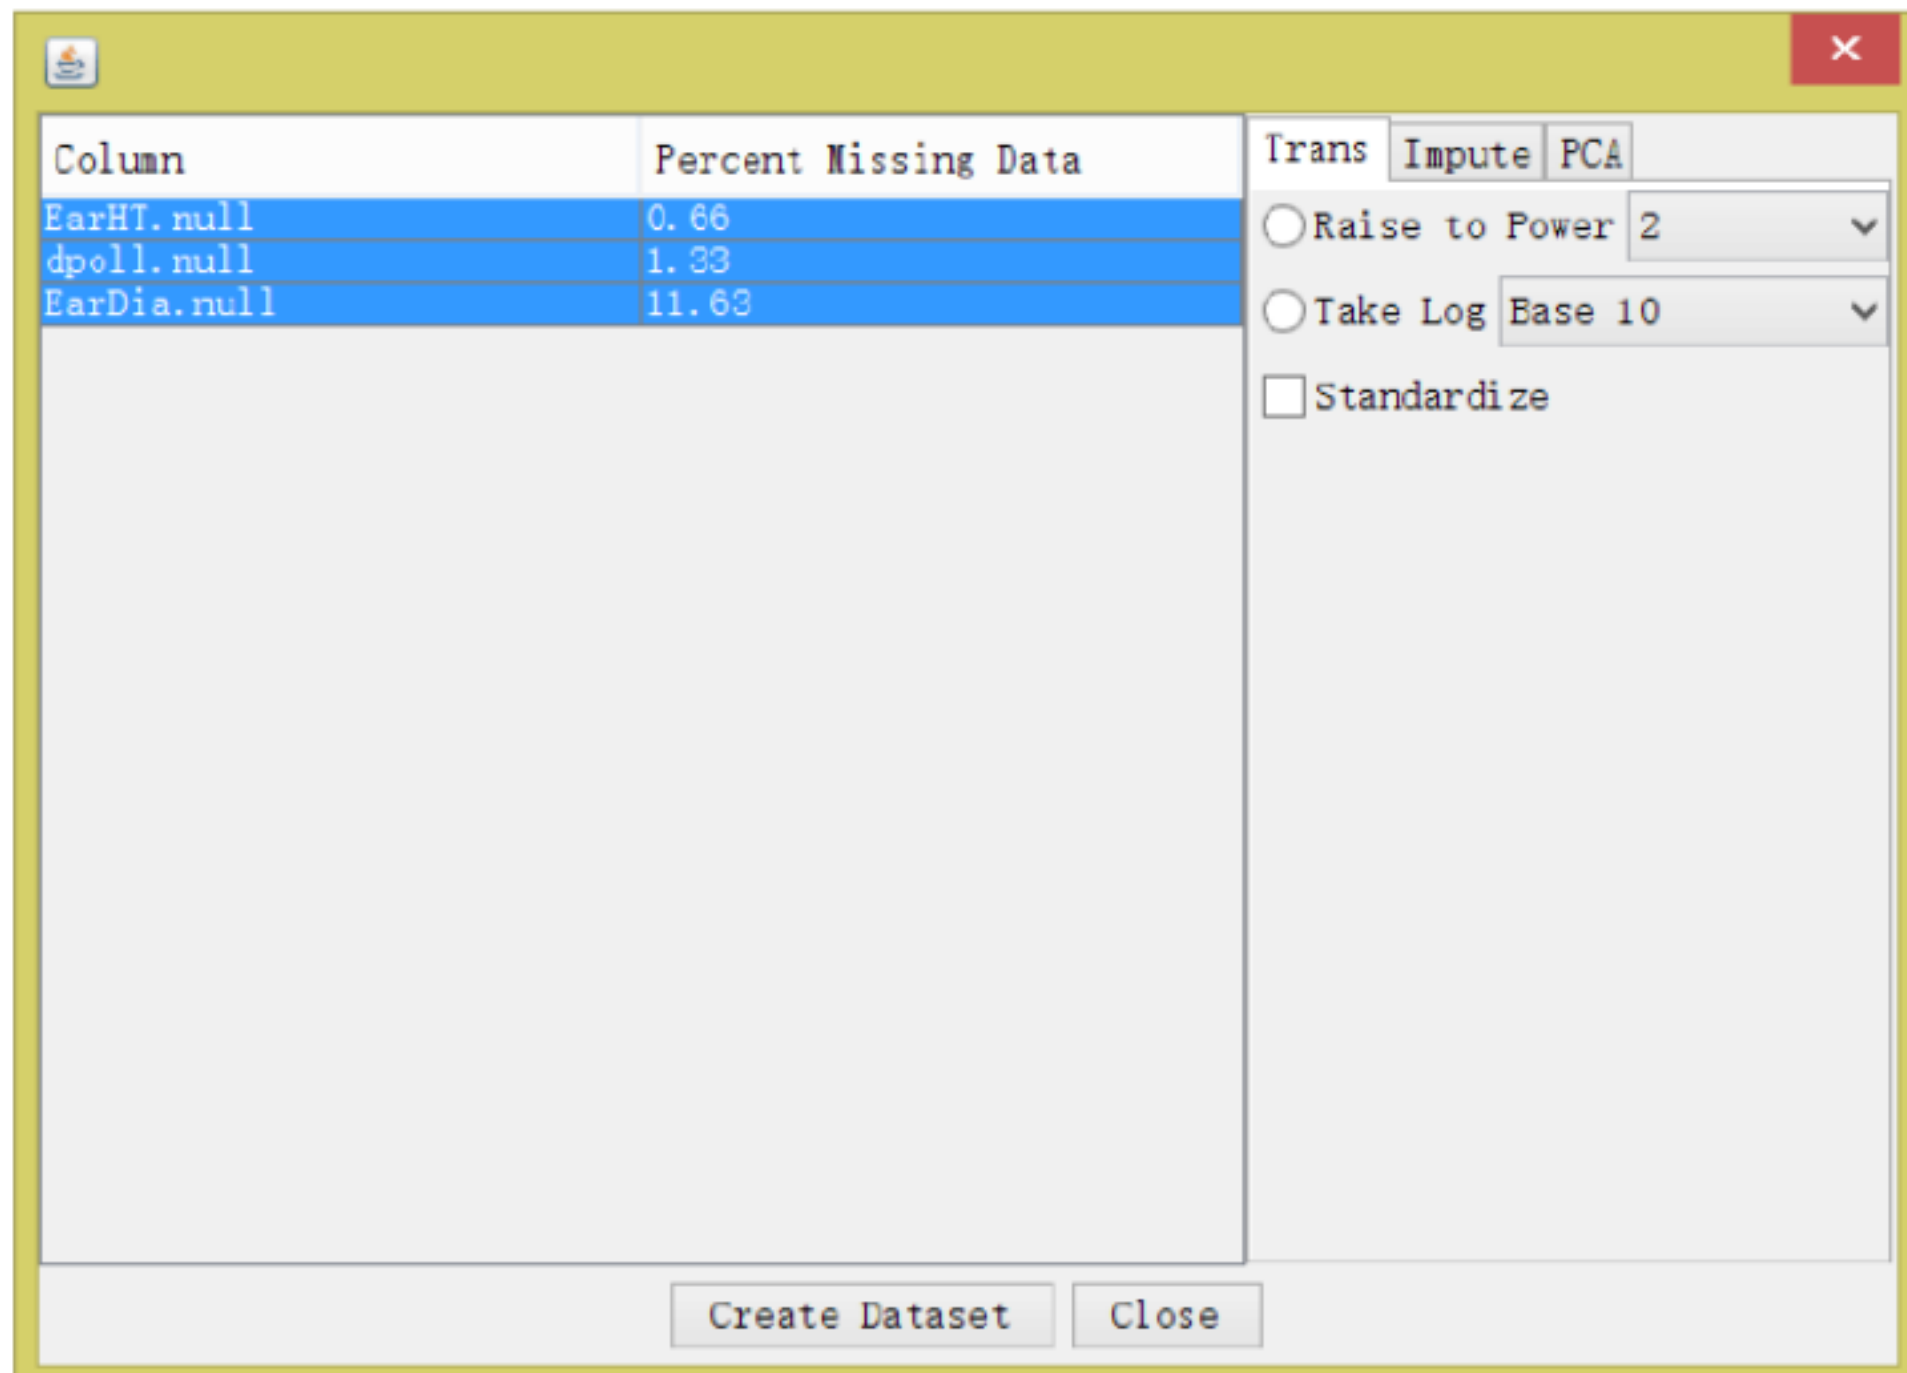 Column Percent Missing Data
EarHT.null 0.66
dpoll.null 1.33
EarDia.null 11.63
Trans Impute PCA
Raise to Power 2
Take Log Base 10
Standardize
Create Dataset Close